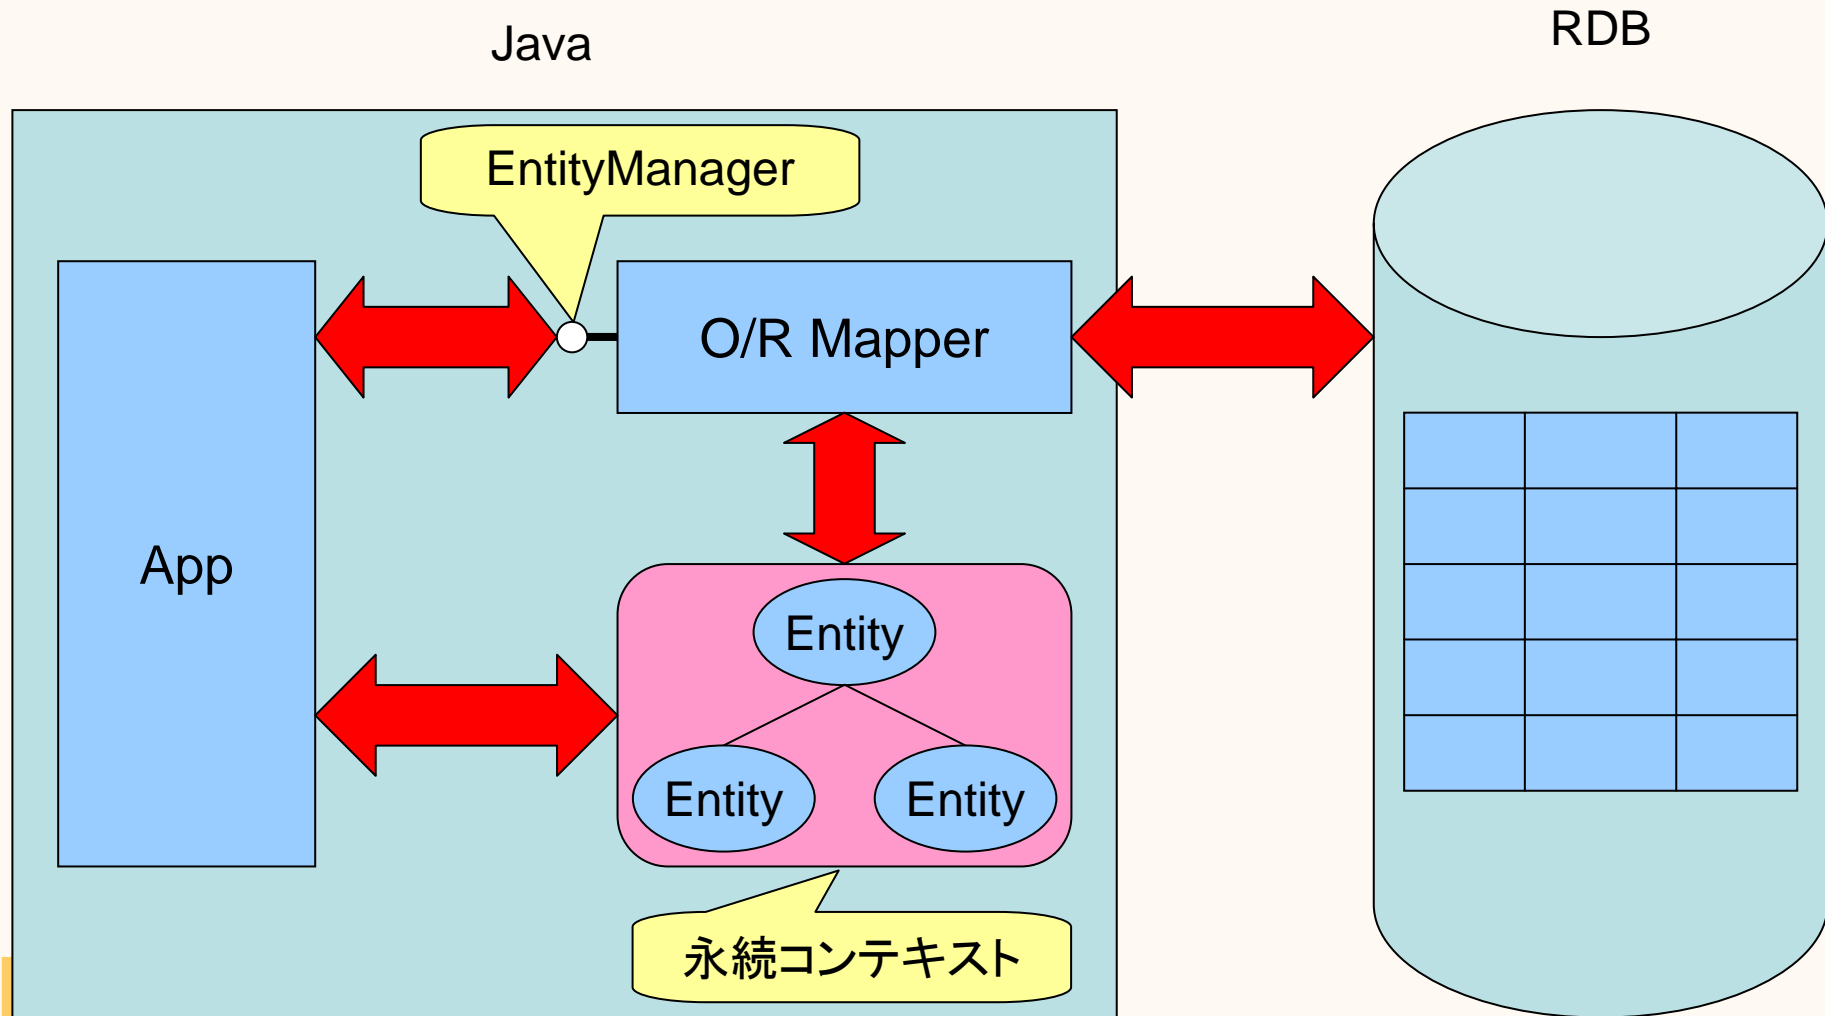 Java
RDB
EntityManager
O/R Mapper
App
Entity
Entity
Entity
永続コンテキスト